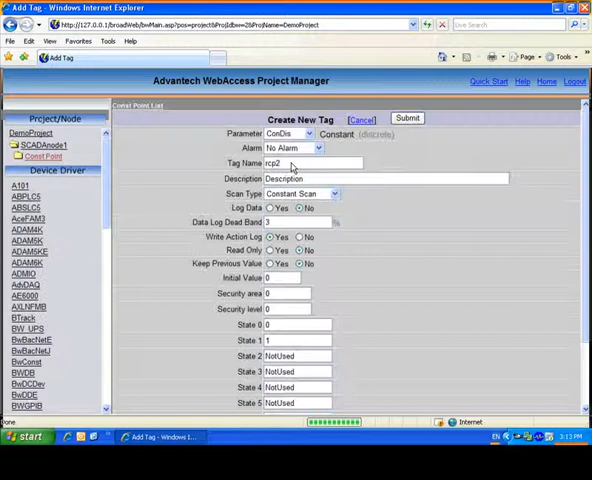 Add Tag - Windows Internet Explorer
http://127.0.0.1/broadWeb/bwMain.asp?pos=project&ProjIdbw=2&ProjName=DemoProject
File Edit View Favorites Tools Help
Add Tag
Page Tools
Advantech WebAccess Project Manager
Quick Start Help Home Logout
Project/Node
DemoProject
SCADAnode1
ConstPoint
Device Driver
A101
ABPLC5
ABSLC5
AceFAM3
ADAM4K
ADAM5K
ADAM5KE
ADAM6K
ADMIO
AdvDAQ
AE6000
AXLNFMB
BTrack
BW_UPS
BwBacNetE
BwBacNetJ
BwConst
BWDB
BwDCDev
BwDDE
BWGPIB
Const Point List
Create New Tag [Cancel] Submit
Parameter ConDis Constant (discrete)
Alarm No Alarm
Tag Name rcp2
Description Description
Scan Type Constant Scan
Log Data Yes No
Data Log Dead Band 3 %
Write Action Log Yes No
Read Only Yes No
Keep Previous Value Yes No
Initial Value 0
Security area 0
Security level 0
State 0 0
State 1 1
State 2 NotUsed
State 3 NotUsed
State 4 NotUsed
State 5 NotUsed
Done
Internet
start
Add Tag - Windows I...
EN
3:13 PM